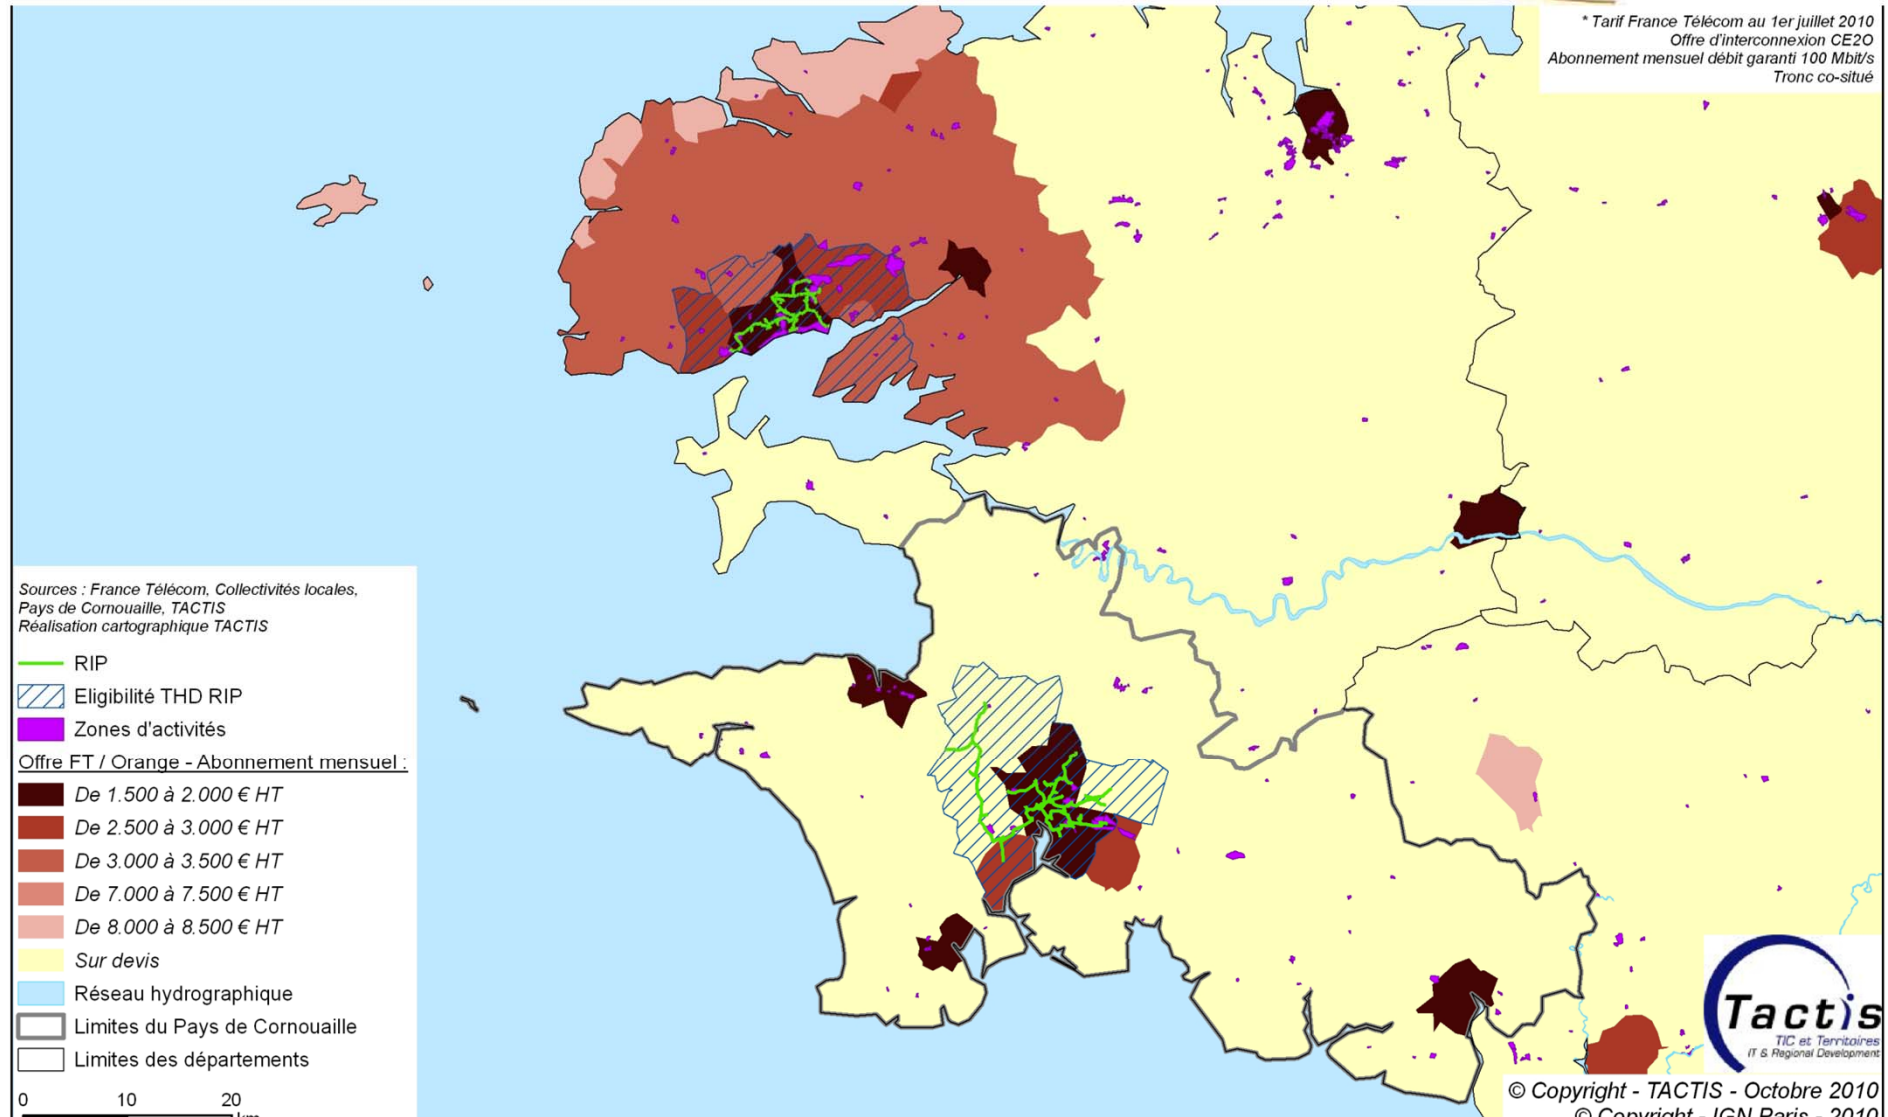 * Tarif France Télécom au 1er juillet 2010
Offre d'interconnexion CE2O
Abonnement mensuel débit garanti 100 Mbit/s
Tronc co-situé
Sources : France Télécom, Collectivités locales,
Pays de Cornouaille, TACTIS
Réalisation cartographique TACTIS
RIP
Eligibilité THD RIP
Zones d'activités
Offre FT / Orange - Abonnement mensuel :
De 1.500 à 2.000 € HT
De 2.500 à 3.000 € HT
De 3.000 à 3.500 € HT
De 7.000 à 7.500 € HT
De 8.000 à 8.500 € HT
Sur devis
Réseau hydrographique
Limites du Pays de Cornouaille
Limites des départements
0 10 20
km
Tactis
TIC et Territoires
IT & Regional Development
© Copyright - TACTIS - Octobre 2010
© Copyright - IGN Paris - 2010